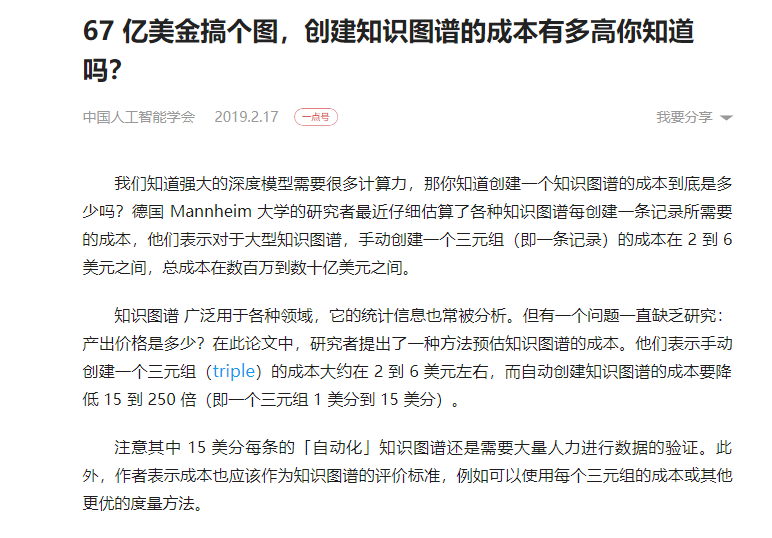 67 亿美金搞个图，创建知识图谱的成本有多高你知道
吗？
中国人工智能学会 2019.2.17 一点号 我要分享
我们知道强大的深度模型需要很多计算力，那你知道创建一个知识图谱的成本到底是多
少吗？德国 Mannheim 大学的研究者最近仔细估算了各种知识图谱每创建一条记录所需要
的成本，他们表示对于大型知识图谱，手动创建一个三元组（即一条记录）的成本在 2 到 6
美元之间，总成本在数百万到数十亿美元之间。
知识图谱 广泛用于各种领域，它的统计信息也常被分析。但有一个问题一直缺乏研究：
产出价格是多少？在此论文中，研究者提出了一种方法预估知识图谱的成本。他们表示手动
创建一个三元组（triple）的成本大约在 2 到 6 美元左右，而自动创建知识图谱的成本要降
低 15 到 250 倍（即一个三元组 1 美分到 15 美分）。
注意其中 15 美分每条的「自动化」知识图谱还是需要大量人力进行数据的验证。此
外，作者表示成本也应该作为知识图谱的评价标准，例如可以使用每个三元组的成本或其他
更优的度量方法。